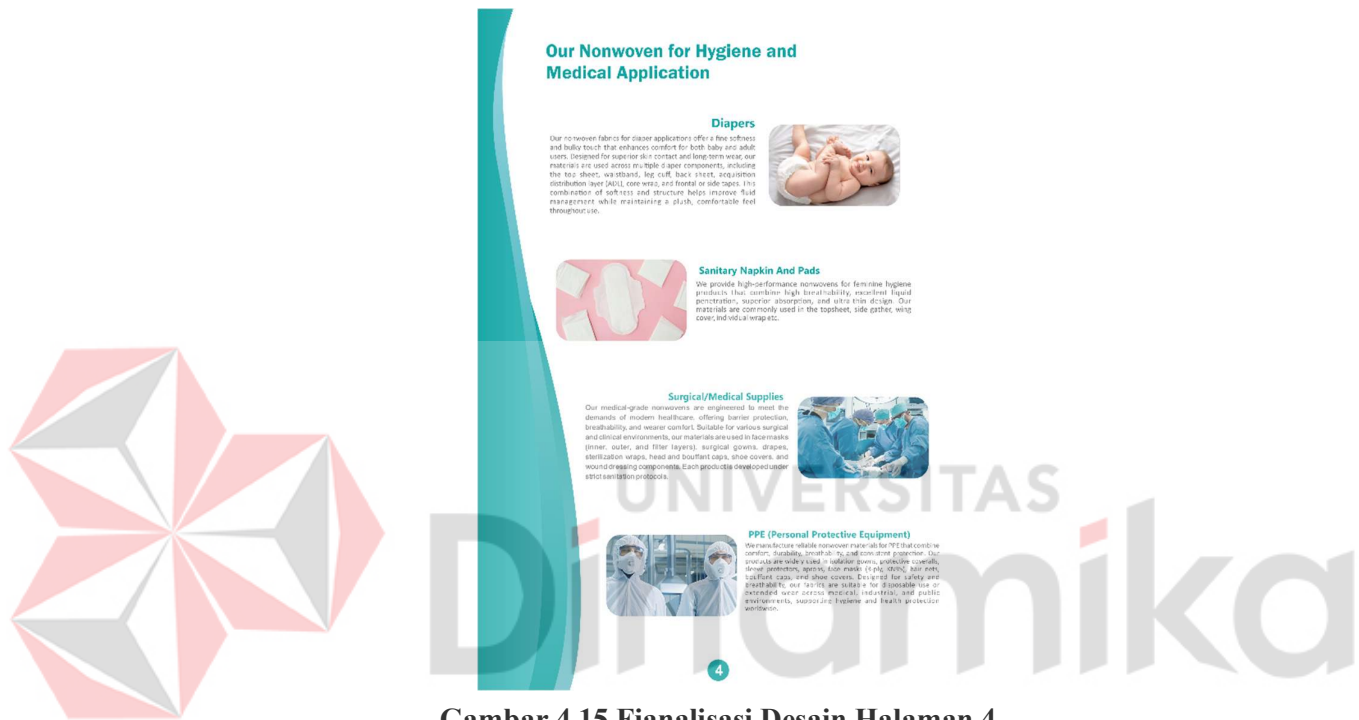 Our Nonwoven for Hygiene and
Medical Application
Diapers
Our nonwoven fabrics for diaper applications offer a fine softness
and bulky touch that enhances comfort for both baby and adult
users. Designed for superior skin contact and long-term wear, our
materials are used across multiple diaper components, including
the top sheet, waistband, leg cuff, back sheet, acquisition
distribution layer (ADL), core wrap, and frontal or side tapes. This
combination of softness and structure helps improve fluid
management while maintaining a plush, comfortable feel
throughout use.
Sanitary Napkin And Pads
We provide high-performance nonwovens for feminine hygiene
products that combine high breathability, excellent liquid
penetration, superior absorption, and ultra-thin design. Our
materials are commonly used in the topsheet, side gather, wing
cover, individual wrap etc.
Surgical/Medical Supplies
Our medical-grade nonwovens are engineered to meet the
demands of modern healthcare, offering barrier protection,
breathability, and wearer comfort. Suitable for various surgical
and clinical environments, our materials are used in face masks
(inner, outer, and filter layers), surgical gowns, drapes,
sterilization wraps, head and bouffant caps, shoe covers, and
wound dressing components. Each product is developed under
strict sanitation protocols.
PPE (Personal Protective Equipment)
We manufacture reliable nonwoven materials for PPE that combine
comfort, durability, breathability, and consistent protection. Our
products are widely used in isolation gowns, protective coveralls,
sleeve protectors, aprons, face masks (3-ply, KN95), hair nets,
bouffant caps, and shoe covers. Designed for safety and
breathability, our fabrics are suitable for disposable use or
extended wear across medical, industrial, and public
environments, supporting hygiene and health protection
worldwide.
4
UNIVERSITAS
Dinamika
Gambar 4.15 Fianalisasi Desain Halaman 4